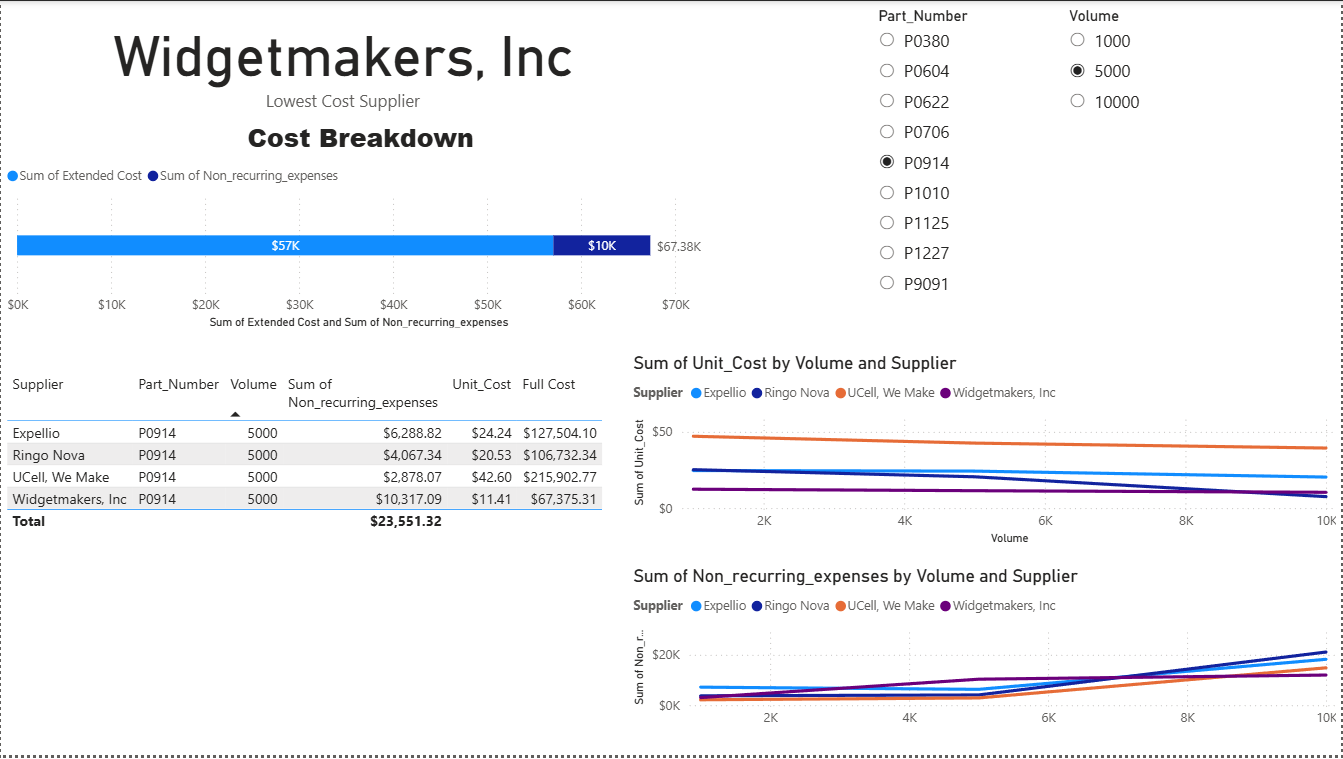 Widgetmakers, Inc
Lowest Cost Supplier
Cost Breakdown
Sum of Extended Cost Sum of Non_recurring_expenses
$57K $10K $67.38K
$0K $10K $20K $30K $40K $50K $60K $70K
Sum of Extended Cost and Sum of Non_recurring_expenses
Part_Number
P0380
P0604
P0622
P0706
P0914
P1010
P1125
P1227
P9091
Volume
1000
5000
10000
Supplier Part_Number Volume Sum of Non_recurring_expenses Unit_Cost Full Cost
Expellio P0914 5000 $6,288.82 $24.24 $127,504.10
Ringo Nova P0914 5000 $4,067.34 $20.53 $106,732.34
UCell, We Make P0914 5000 $2,878.07 $42.60 $215,902.77
Widgetmakers, Inc P0914 5000 $10,317.09 $11.41 $67,375.31
Total $23,551.32
Sum of Unit_Cost by Volume and Supplier
Supplier Expellio Ringo Nova UCell, We Make Widgetmakers, Inc
Sum of Unit_Cost
$50
$0
2K 4K 6K 8K 10K
Volume
Sum of Non_recurring_expenses by Volume and Supplier
Supplier Expellio Ringo Nova UCell, We Make Widgetmakers, Inc
Sum of Non_r...
$20K
$0K
2K 4K 6K 8K 10K